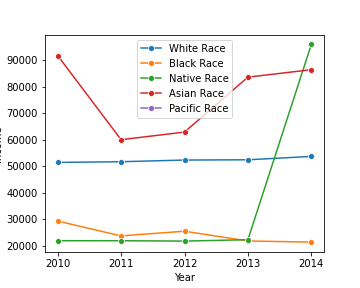 White Race
Black Race
Native Race
Asian Race
Pacific Race
90000
80000
70000
60000
50000
40000
30000
20000
2010
2011
2012
2013
2014
Year